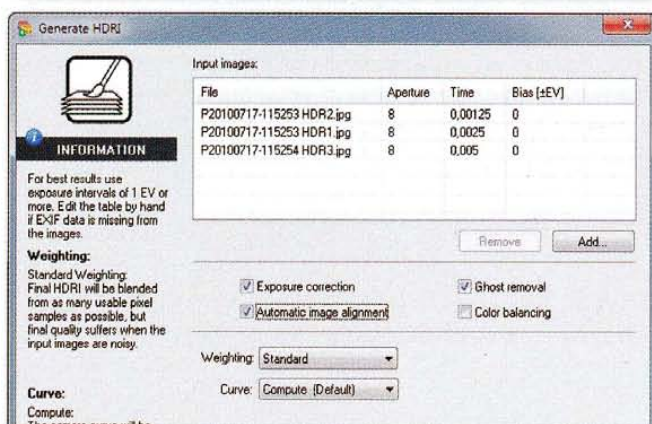 Generate HDRI
Input images:
File Aperture Time Bias [±EV]
P20100717-115253 HDR2.jpg 8 0,00125 0
P20100717-115253 HDR1.jpg 8 0,0025 0
P20100717-115254 HDR3.jpg 8 0,005 0
INFORMATION
For best results use
exposure intervals of 1 EV or
more. Edit the table by hand
if EXIF data is missing from
the images.
Weighting:
Standard Weighting:
Final HDRI will be blended
from as many usable pixel
samples as possible, but
final quality suffers when the
input images are noisy.
Curve:
Compute:
Remove Add...
Exposure correction Ghost removal
Automatic image alignment Color balancing
Weighting: Standard
Curve: Compute (Default)